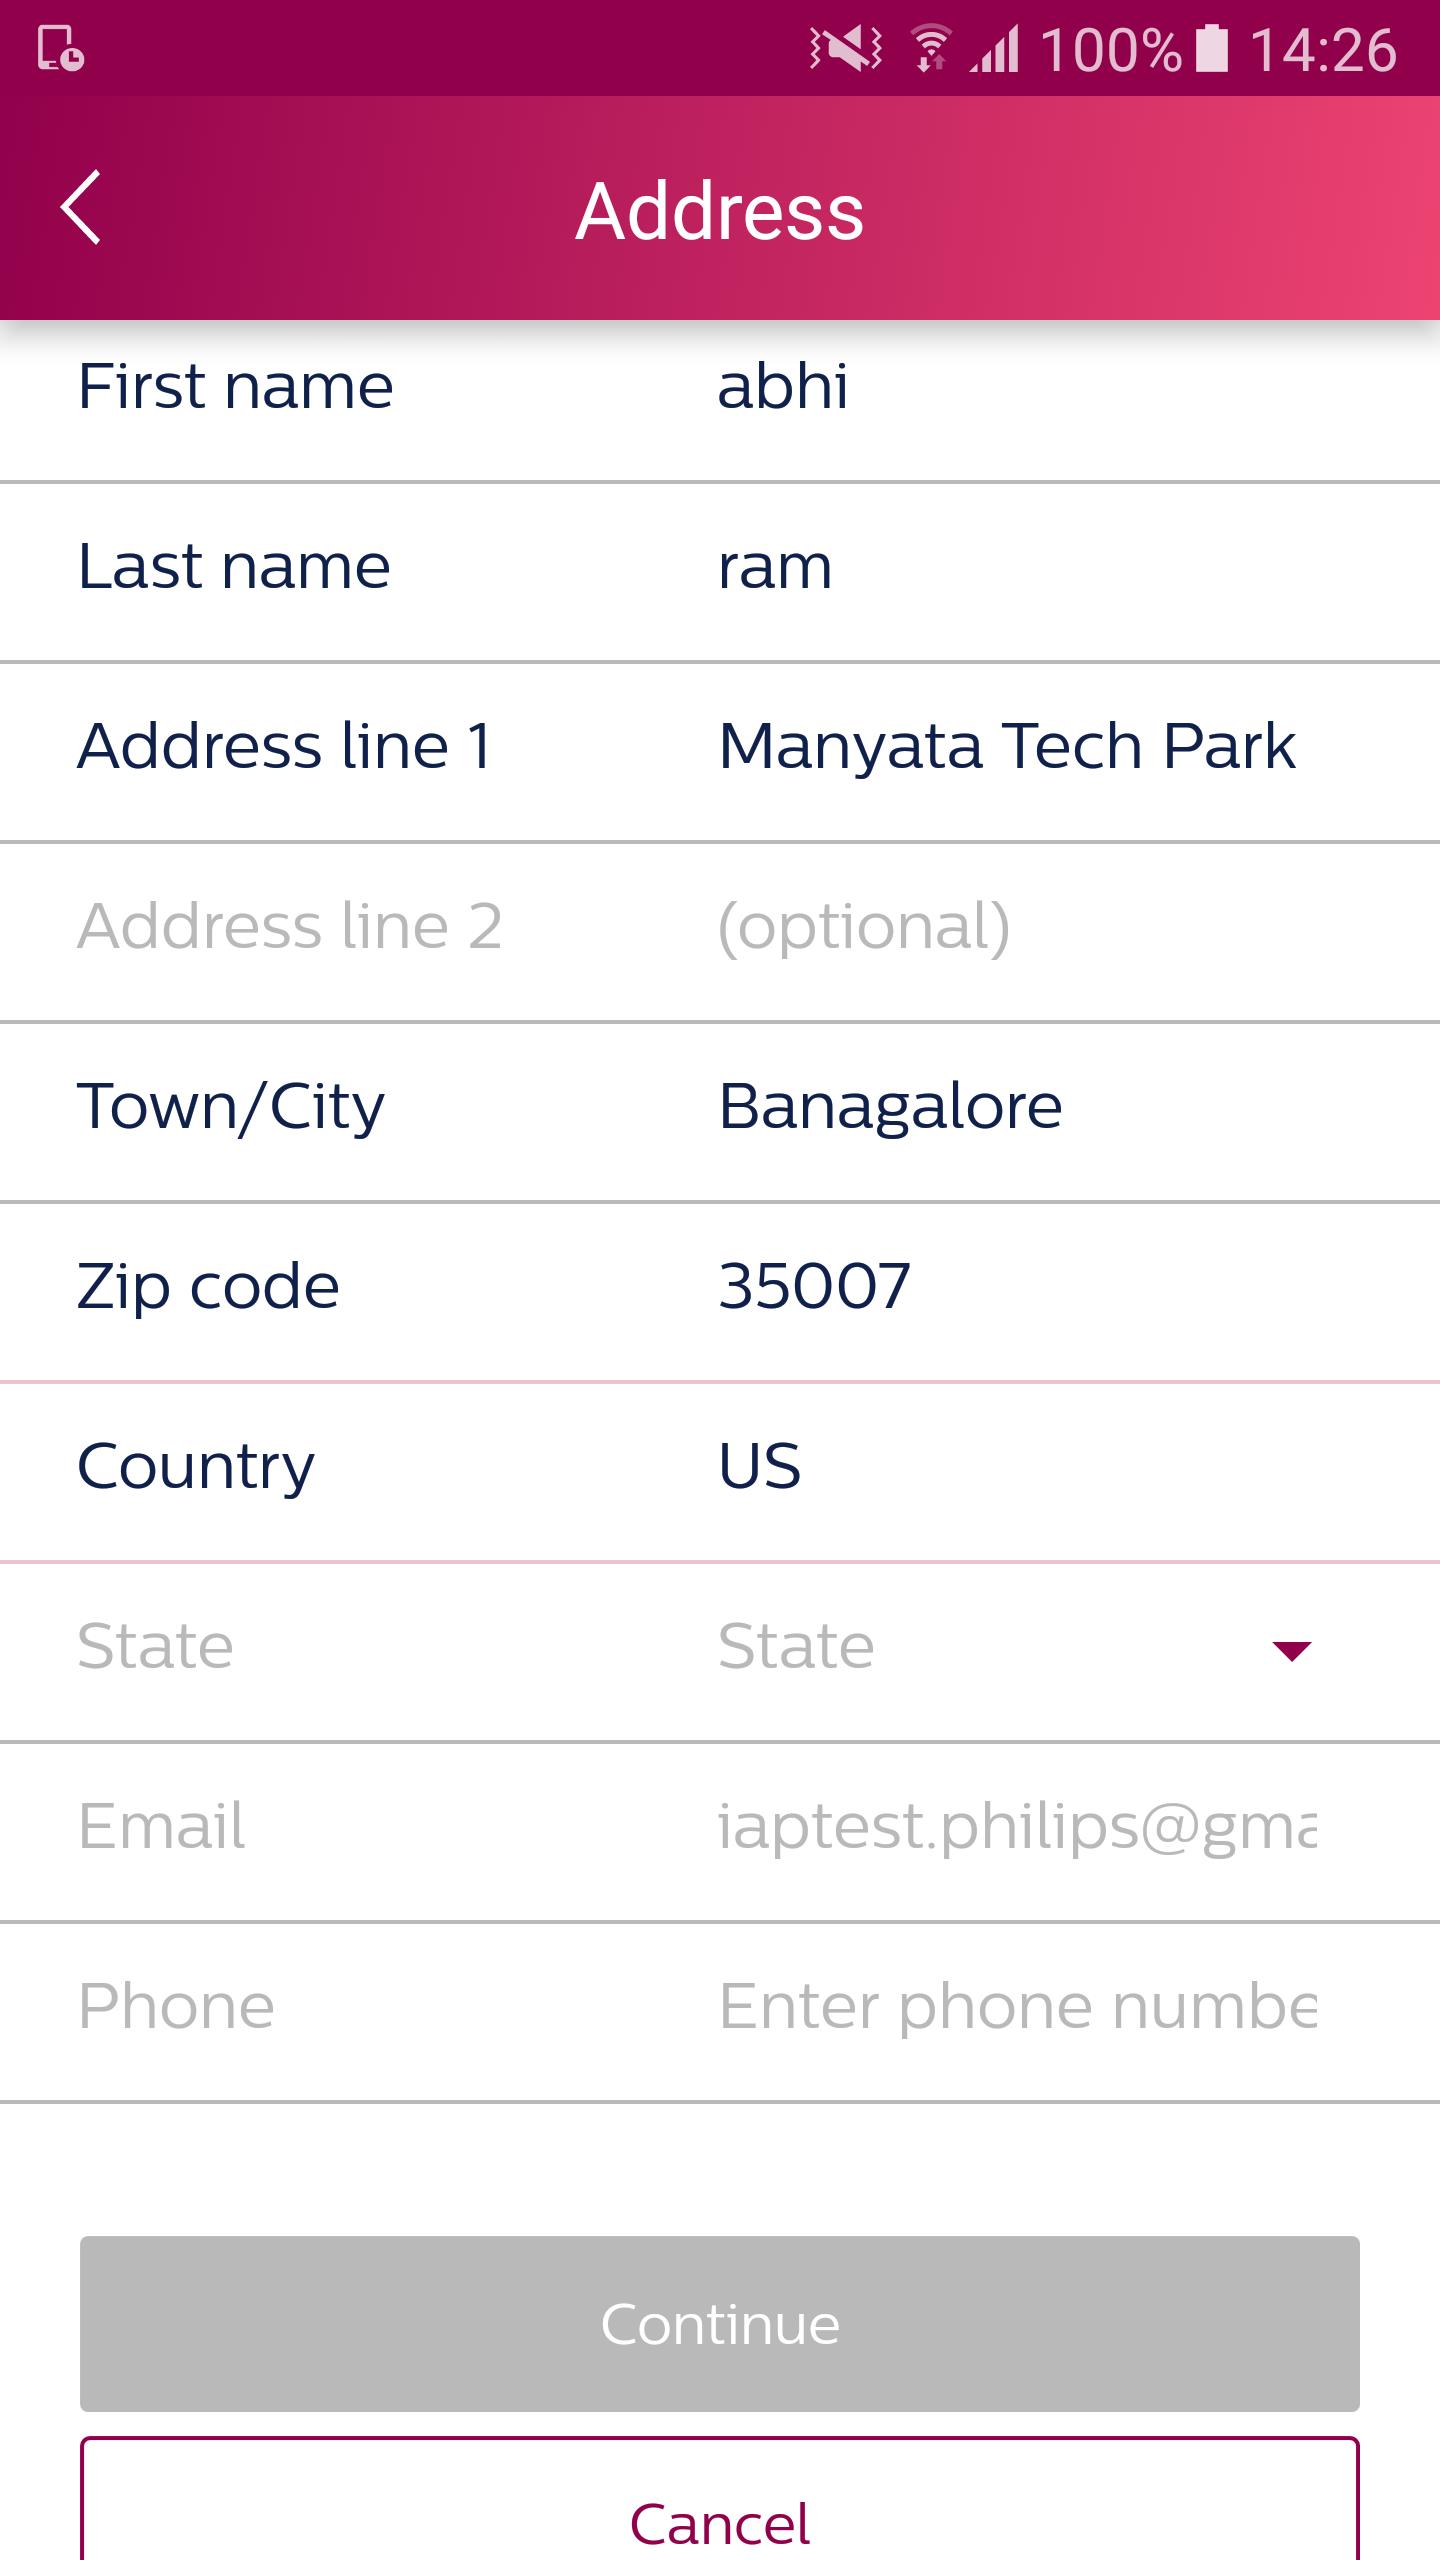 100% 14:26
Address
First name abhi
Last name ram
Address line 1 Manyata Tech Park
Address line 2 (optional)
Town/City Banagalore
Zip code 35007
Country US
State State
Email iaptest.philips@gma
Phone Enter phone numbe
Continue
Cancel